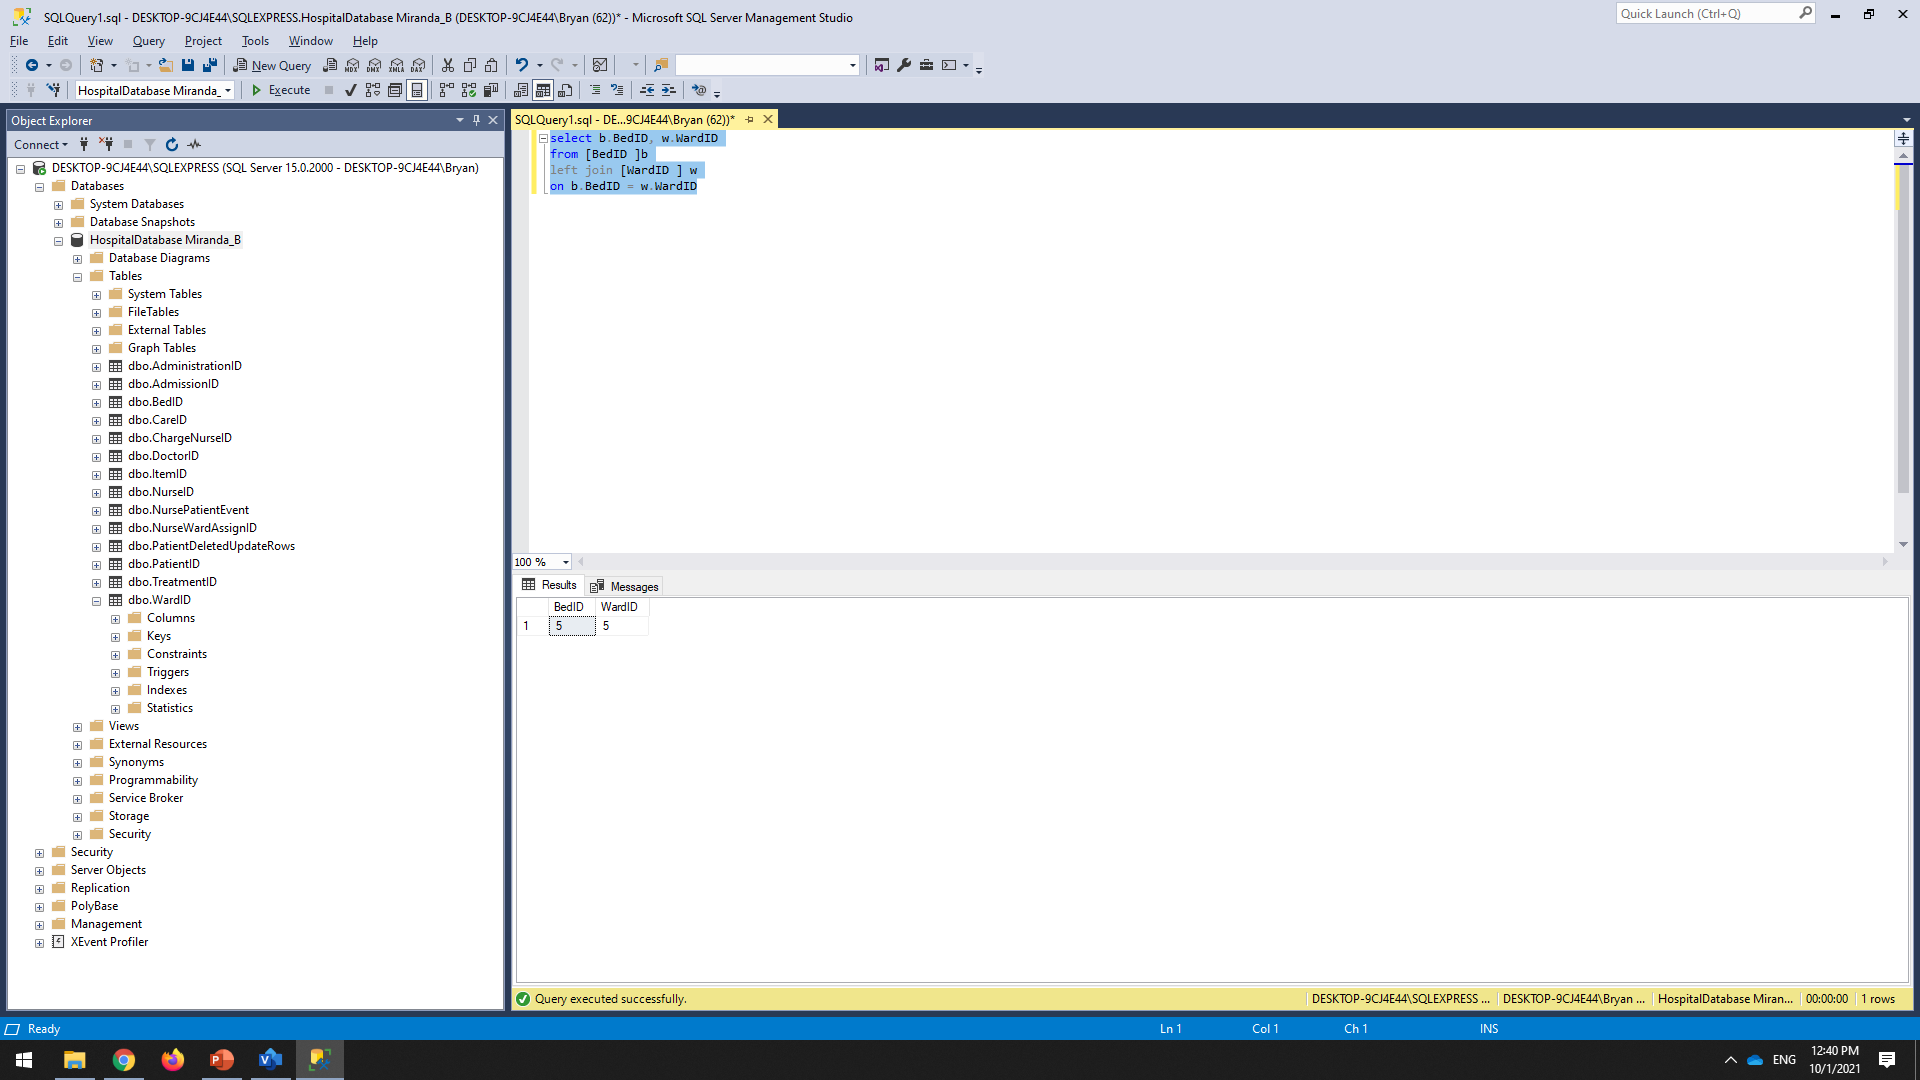 SQLQuery1.sql - DESKTOP-9CJ4E44\SQLEXPRESS.HospitalDatabase Miranda_B (DESKTOP-9CJ4E44\Bryan (62))* - Microsoft SQL Server Management Studio
Quick Launch (Ctrl+Q)
File Edit View Query Project Tools Window Help
New Query MDX DMX XMLA DAX
HospitalDatabase Miranda_ Execute
Object Explorer
Connect
DESKTOP-9CJ4E44\SQLEXPRESS (SQL Server 15.0.2000 - DESKTOP-9CJ4E44\Bryan)
Databases
System Databases
Database Snapshots
HospitalDatabase Miranda_B
Database Diagrams
Tables
System Tables
FileTables
External Tables
Graph Tables
dbo.AdministrationID
dbo.AdmissionID
dbo.BedID
dbo.CareID
dbo.ChargeNurseID
dbo.DoctorID
dbo.ItemID
dbo.NurseID
dbo.NursePatientEvent
dbo.NurseWardAssignID
dbo.PatientDeletedUpdateRows
dbo.PatientID
dbo.TreatmentID
dbo.WardID
Columns
Keys
Constraints
Triggers
Indexes
Statistics
Views
External Resources
Synonyms
Programmability
Service Broker
Storage
Security
Security
Server Objects
Replication
PolyBase
Management
XEvent Profiler
SQLQuery1.sql - DE...9CJ4E44\Bryan (62))*
select b.BedID, w.WardID
from [BedID ]b
left join [WardID ] w
on b.BedID = w.WardID
100 %
Results Messages
BedID WardID
1 5 5
Query executed successfully.
DESKTOP-9CJ4E44\SQLEXPRESS ... DESKTOP-9CJ4E44\Bryan ... HospitalDatabase Miran... 00:00:00 1 rows
Ready Ln 1 Col 1 Ch 1 INS
ENG
12:40 PM
10/1/2021